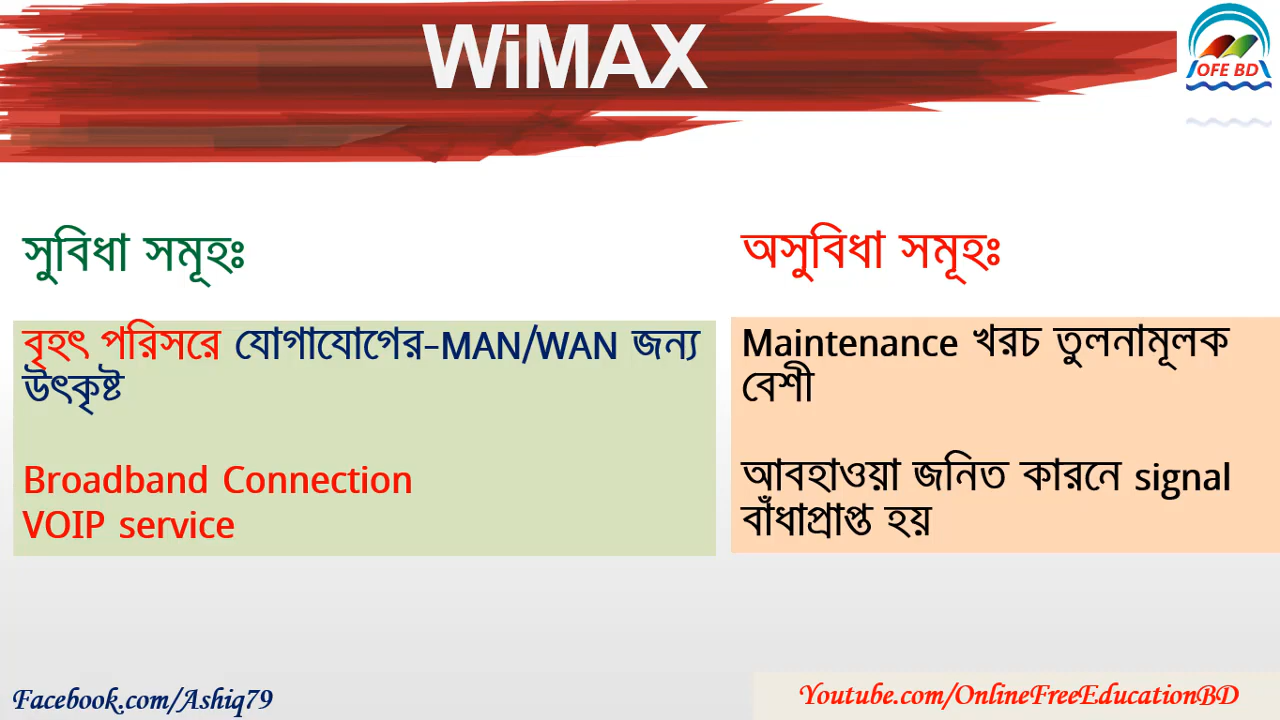 WiMAX
OFE BD
সুবিধা সমূহঃ
বৃহৎ পরিসরে যোগাযোগের-MAN/WAN জন্য
উৎকৃষ্ট
Broadband Connection
VOIP service
অসুবিধা সমূহঃ
Maintenance খরচ তুলনামূলক
বেশী
আবহাওয়া জনিত কারনে signal
বাঁধাপ্রাপ্ত হয়
Facebook.com/Ashiq79
Youtube.com/OnlineFreeEducationBD